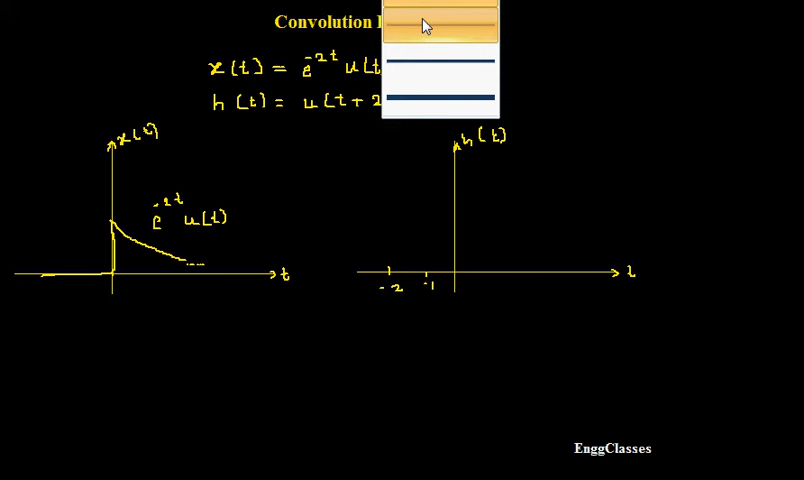 Convolution
x(t) = e^-2t u(t
h(t) = u(t+2
x(t)
h(t)
e^-2t u(t)
t
t
-2 -1
EnggClasses